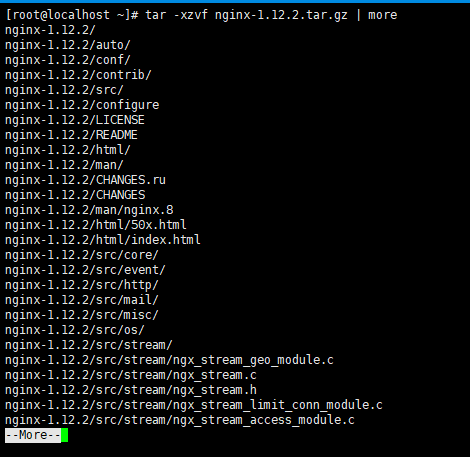 [root@localhost ~]# tar -xzvf nginx-1.12.2.tar.gz | more
nginx-1.12.2/
nginx-1.12.2/auto/
nginx-1.12.2/conf/
nginx-1.12.2/contrib/
nginx-1.12.2/src/
nginx-1.12.2/configure
nginx-1.12.2/LICENSE
nginx-1.12.2/README
nginx-1.12.2/html/
nginx-1.12.2/man/
nginx-1.12.2/CHANGES.ru
nginx-1.12.2/CHANGES
nginx-1.12.2/man/nginx.8
nginx-1.12.2/html/50x.html
nginx-1.12.2/html/index.html
nginx-1.12.2/src/core/
nginx-1.12.2/src/event/
nginx-1.12.2/src/http/
nginx-1.12.2/src/mail/
nginx-1.12.2/src/misc/
nginx-1.12.2/src/os/
nginx-1.12.2/src/stream/
nginx-1.12.2/src/stream/ngx_stream_geo_module.c
nginx-1.12.2/src/stream/ngx_stream.c
nginx-1.12.2/src/stream/ngx_stream.h
nginx-1.12.2/src/stream/ngx_stream_limit_conn_module.c
nginx-1.12.2/src/stream/ngx_stream_access_module.c
--More--